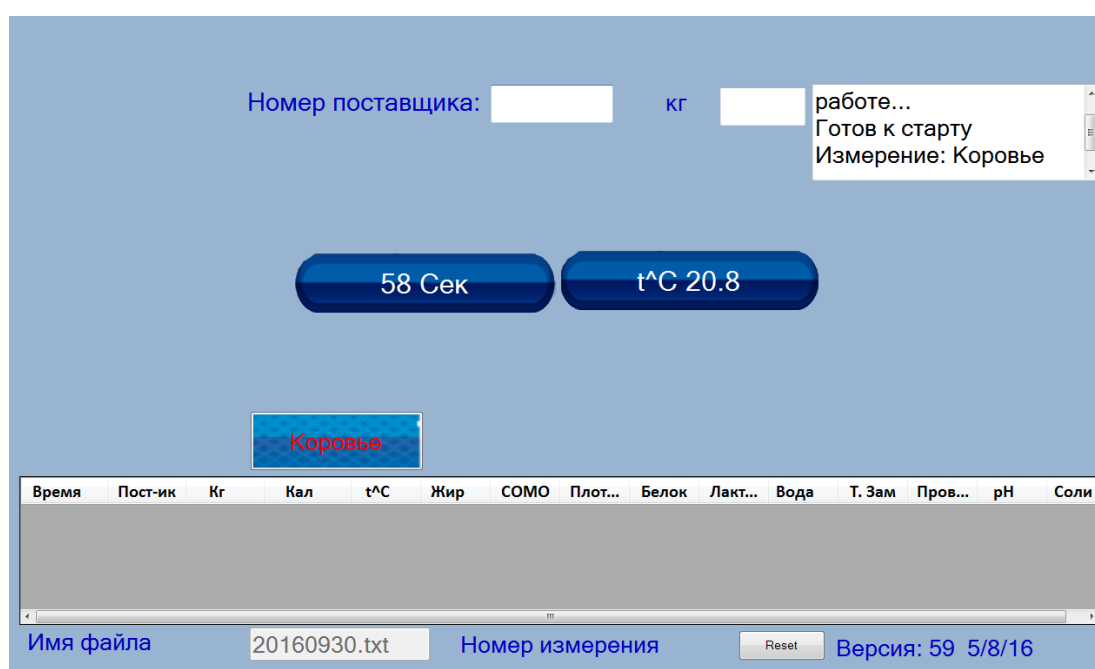 Номер поставщика: кг
работе...
Готов к старту
Измерение: Коровье
58 Сек t^C 20.8
Коровье
Время Пост-ик Кг Кал t^C Жир СОМО Плот... Белок Лакт... Вода Т. Зам Пров... pH Соли
Имя файла 20160930.txt Номер измерения Reset Версия: 59 5/8/16